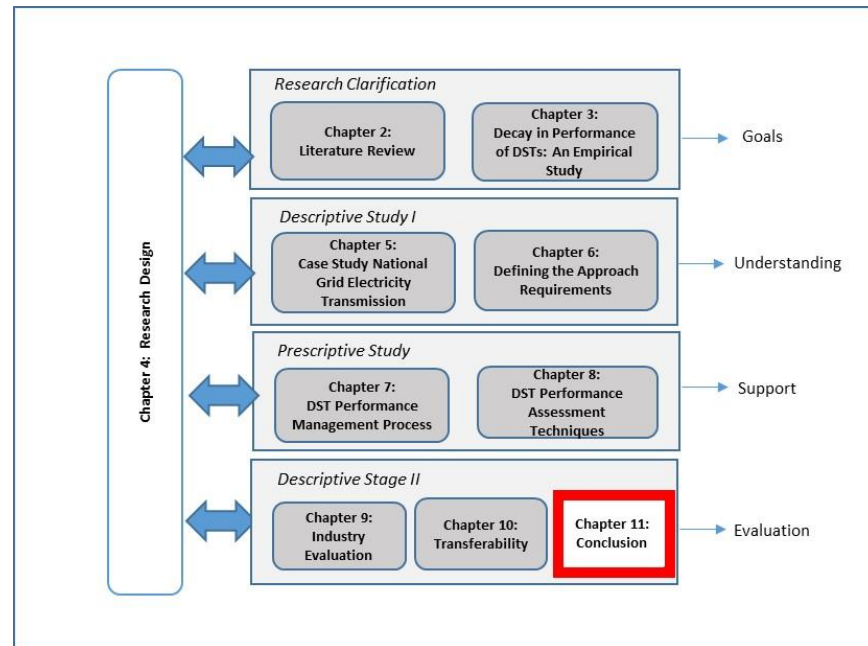 Chapter 4: Research Design
Research Clarification
Chapter 2:
Literature Review
Chapter 3:
Decay in Performance
of DSTs: An Empirical
Study
Goals
Descriptive Study I
Chapter 5:
Case Study National
Grid Electricity
Transmission
Chapter 6:
Defining the Approach
Requirements
Understanding
Prescriptive Study
Chapter 7:
DST Performance
Management Process
Chapter 8:
DST Performance
Assessment
Techniques
Support
Descriptive Stage II
Chapter 9:
Industry
Evaluation
Chapter 10:
Transferability
Chapter 11:
Conclusion
Evaluation